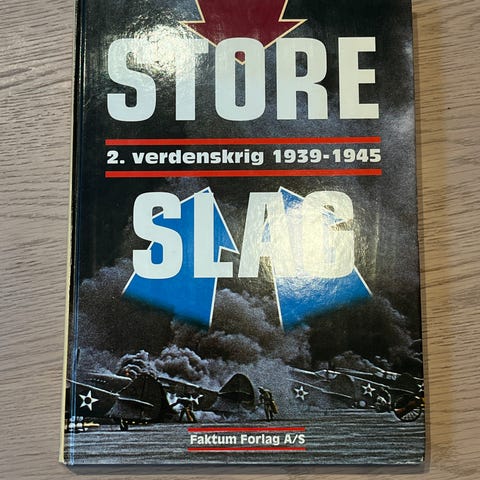 STORE
2. verdenskrig 1939-1945
SLAG
Faktum Forlag A/S